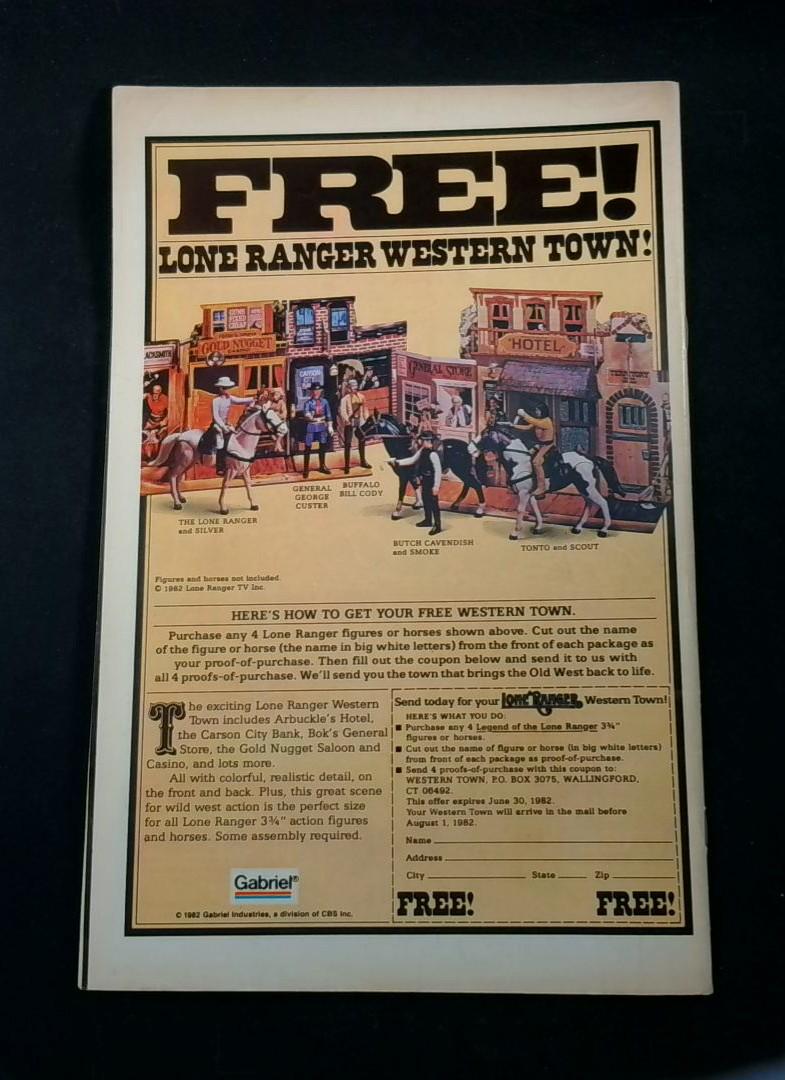 FREE!
LONE RANGER WESTERN TOWN!
GUNS
FIXED
CHEAP
GOLD NUGGET
CASINO
ACKSMITH
CARSON
CITY
GENERAL STORE
"HOTEL"
TERRITORY
THE LONE RANGER
and SILVER
GENERAL
GEORGE
CUSTER
BUFFALO
BILL CODY
BUTCH CAVENDISH
and SMOKE
TONTO and SCOUT
Figures and horses not included.
© 1982 Lone Ranger TV Inc.
HERE'S HOW TO GET YOUR FREE WESTERN TOWN.
Purchase any 4 Lone Ranger figures or horses shown above. Cut out the name
of the figure or horse (the name in big white letters) from the front of each package as
your proof-of-purchase. Then fill out the coupon below and send it to us with
all 4 proofs-of-purchase. We'll send you the town that brings the Old West back to life.
The exciting Lone Ranger Western
Town includes Arbuckle's Hotel,
the Carson City Bank, Bok's General
Store, the Gold Nugget Saloon and
Casino, and lots more.
All with colorful, realistic detail, on
the front and back. Plus, this great scene
for wild west action is the perfect size
for all Lone Ranger 3¾" action figures
and horses. Some assembly required.
Gabriel®
© 1982 Gabriel Industries, a division of CBS Inc.
Send today for your LONE RANGER Western Town!
HERE'S WHAT YOU DO:
■ Purchase any 4 Legend of the Lone Ranger 3¾"
figures or horses.
■ Cut out the name of figure or horse (in big white letters)
from front of each package as proof-of-purchase.
■ Send 4 proofs-of-purchase with this coupon to:
WESTERN TOWN, P.O. BOX 3075, WALLINGFORD,
CT 06492.
This offer expires June 30, 1982.
Your Western Town will arrive in the mail before
August 1, 1982.
Name
Address
City State Zip
FREE! FREE!